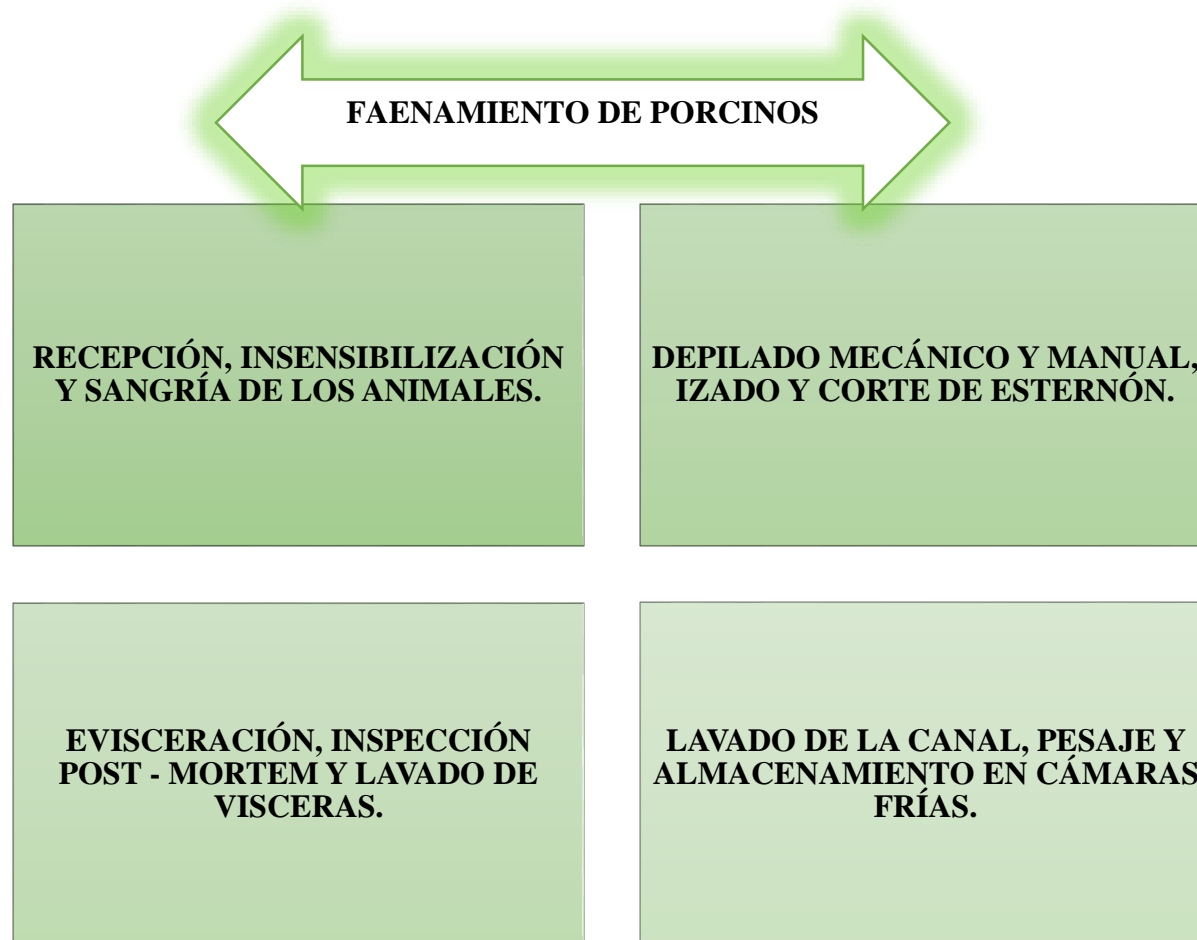 FAENAMIENTO DE PORCINOS
RECEPCIÓN, INSENSIBILIZACIÓN
Y SANGRÍA DE LOS ANIMALES.
DEPILADO MECÁNICO Y MANUAL,
IZADO Y CORTE DE ESTERNÓN.
EVISCERACIÓN, INSPECCIÓN
POST - MORTEM Y LAVADO DE
VISCERAS.
LAVADO DE LA CANAL, PESAJE Y
ALMACENAMIENTO EN CÁMARAS
FRÍAS.